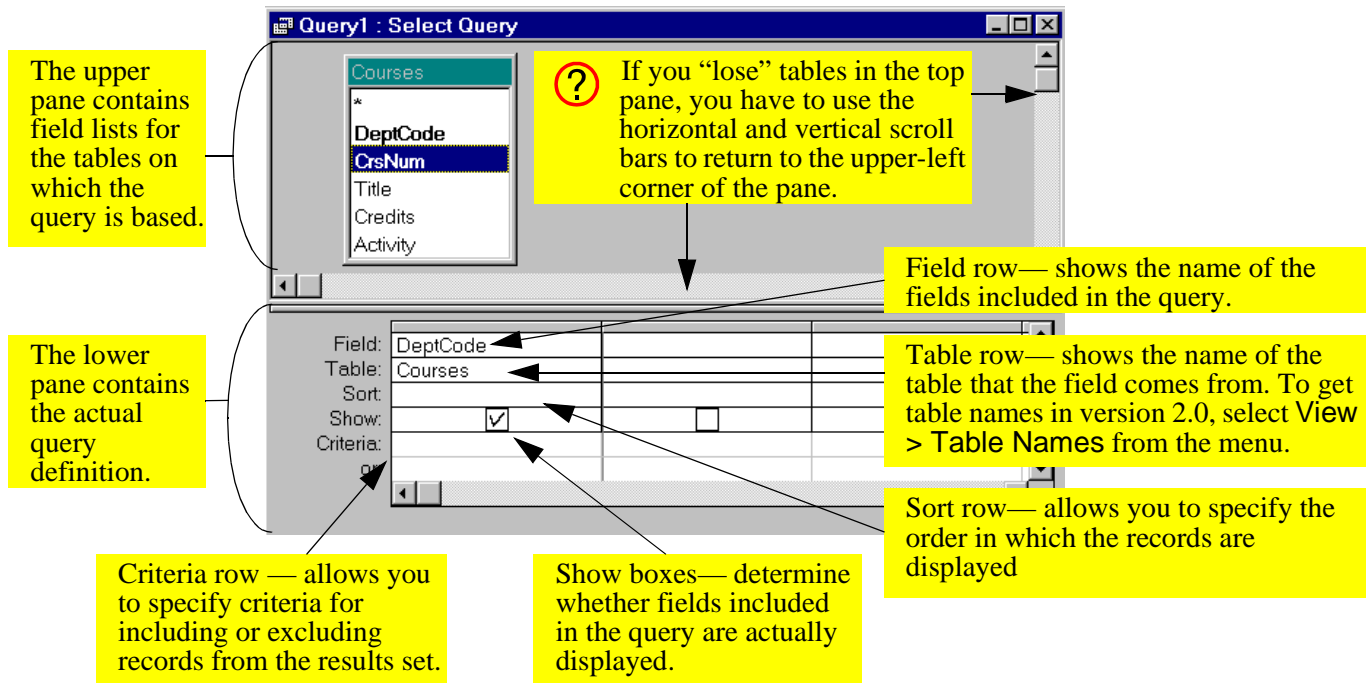 Query1 : Select Query
The upper
pane contains
field lists for
the tables on
which the
query is based.
Courses
*
DeptCode
CrsNum
Title
Credits
Activity
?
If you “lose” tables in the top
pane, you have to use the
horizontal and vertical scroll
bars to return to the upper-left
corner of the pane.
Field row— shows the name of the
fields included in the query.
The lower
pane contains
the actual
query
definition.
Field:
DeptCode
Table:
Courses
Sort:
Show:
Criteria:
or:
Table row— shows the name of the
table that the field comes from. To get
table names in version 2.0, select View
> Table Names from the menu.
Sort row— allows you to specify the
order in which the records are
displayed
Criteria row — allows you
to specify criteria for
including or excluding
records from the results set.
Show boxes— determine
whether fields included
in the query are actually
displayed.